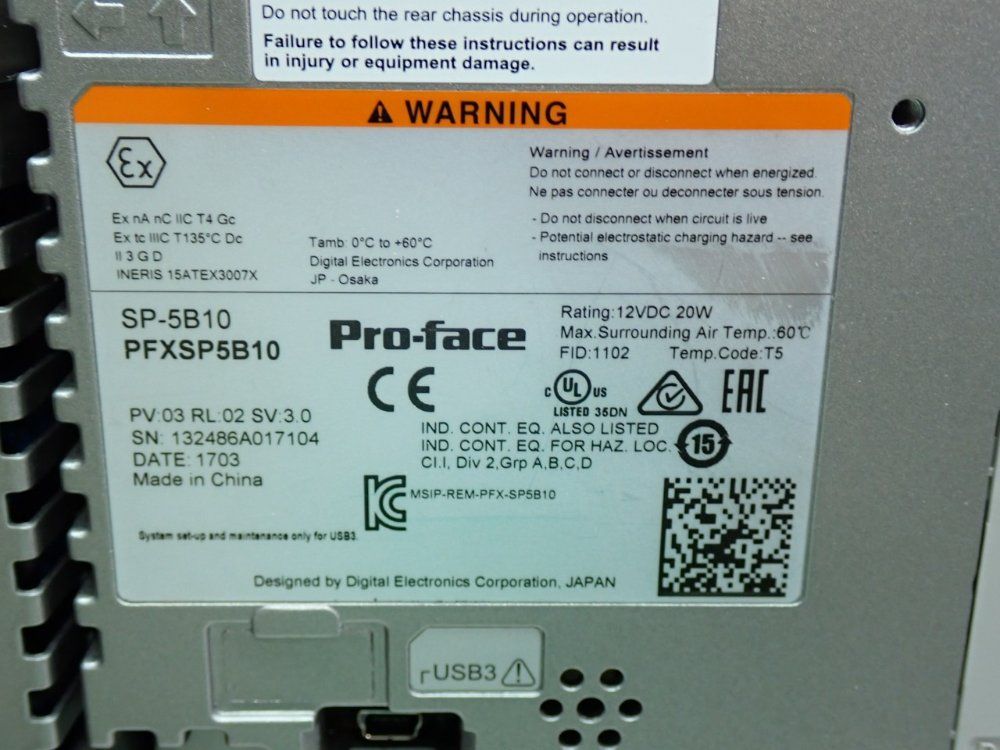 Do not touch the rear chassis during operation.
Failure to follow these instructions can result
in injury or equipment damage.
WARNING
Ex
Warning / Avertissement
Do not connect or disconnect when energized.
Ne pas connecter ou deconnecter sous tension.
- Do not disconnect when circuit is live
- Potential electrostatic charging hazard -- see
instructions
Ex nA nC IIC T4 Gc
Ex tc IIIC T135°C Dc
II 3 G D
INERIS 15ATEX3007X
Tamb: 0°C to +60°C
Digital Electronics Corporation
JP - Osaka
SP-5B10
PFXSP5B10
Pro-face
Rating:12VDC 20W
Max.Surrounding Air Temp.:60℃
FID:1102 Temp.Code:T5
CE
c UL us
LISTED 35DN
EAC
PV:03 RL:02 SV:3.0
SN: 132486A017104
DATE: 1703
Made in China
IND. CONT. EQ. ALSO LISTED
IND. CONT. EQ. FOR HAZ. LOC.
Cl.I, Div 2,Grp A,B,C,D
15
MSIP-REM-PFX-SP5B10
System set-up and maintenance only for USB3.
Designed by Digital Electronics Corporation, JAPAN
USB3